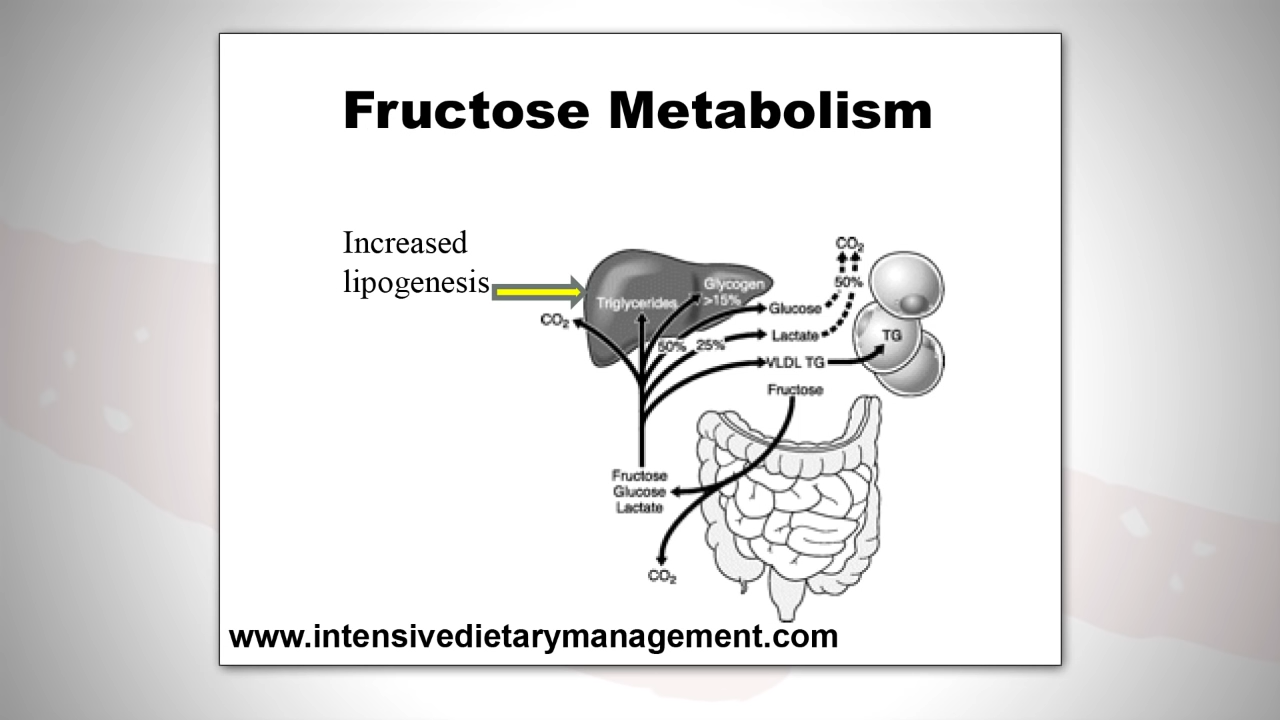 Fructose Metabolism
Increased
lipogenesis
CO₂
50%
Glycogen
>15%
Triglycerides
Glucose
CO₂
Lactate
TG
50%
25%
VLDL TG
Fructose
Fructose
Glucose
Lactate
CO₂
www.intensivedietarymanagement.com